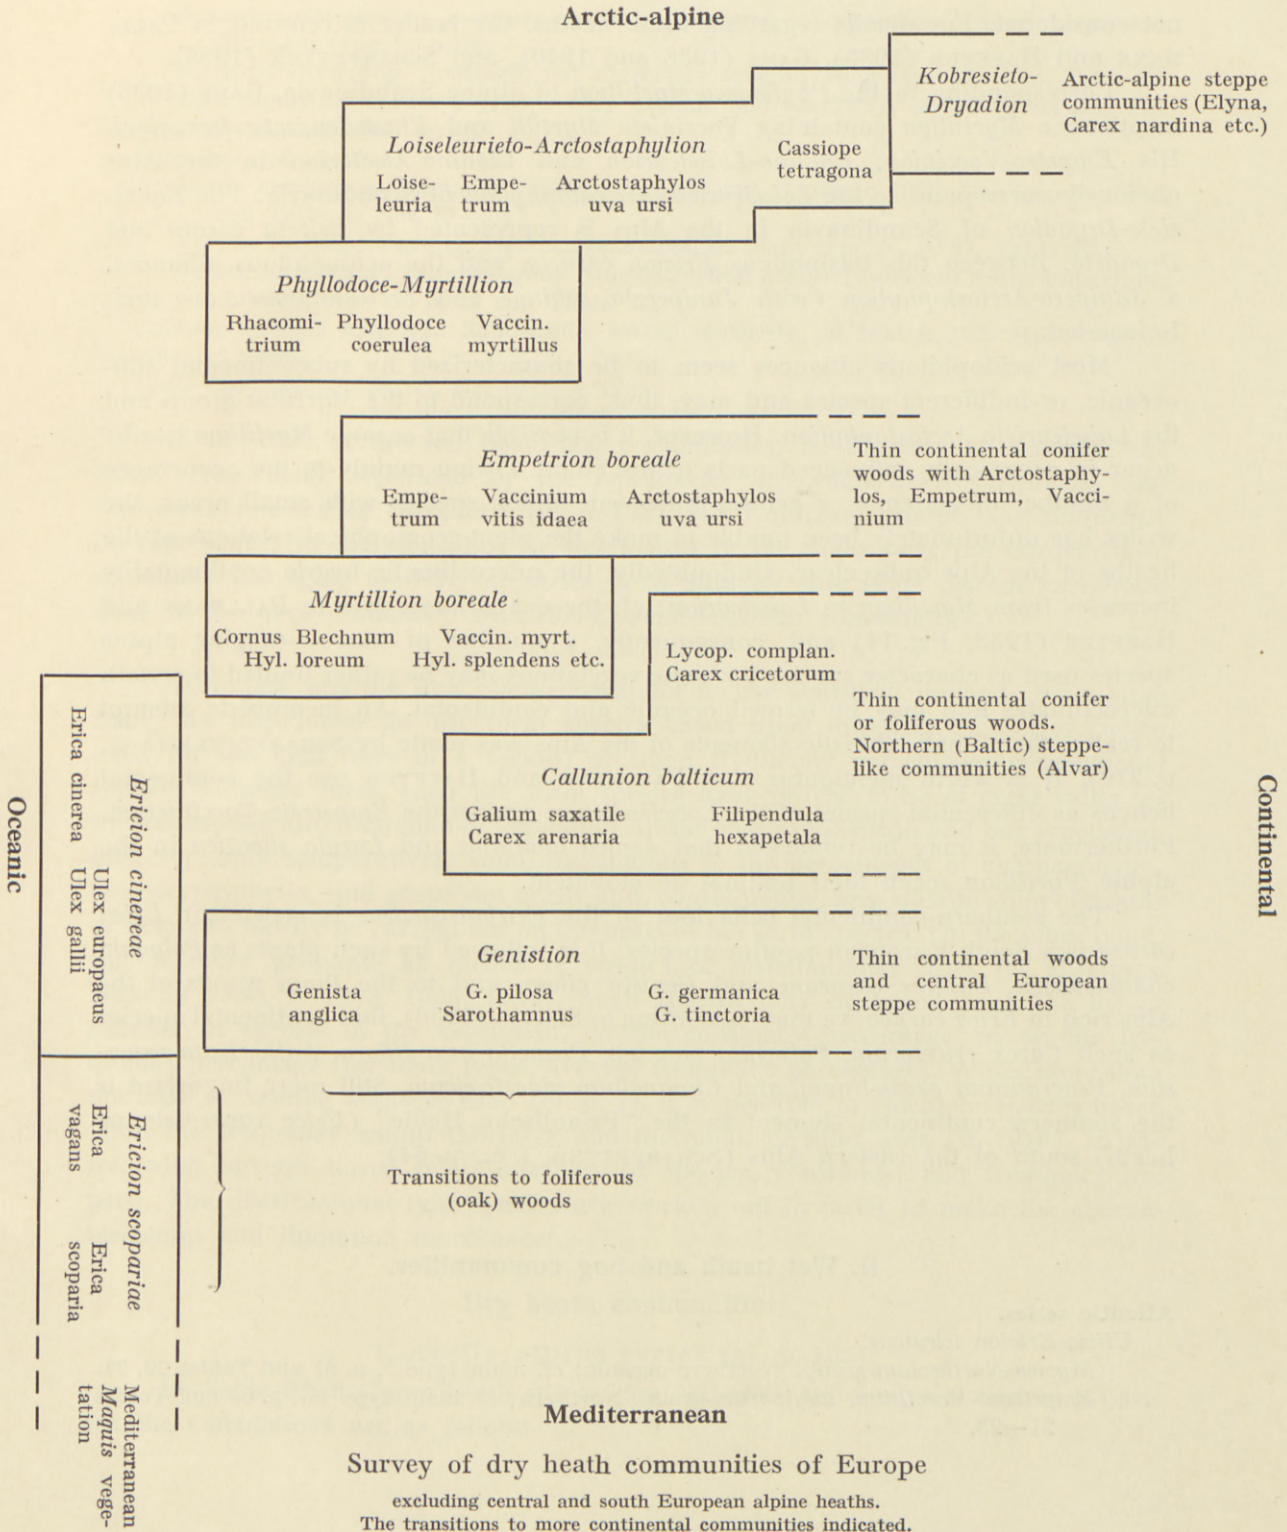 Arctic-alpine
Kobresieto-
Dryadion
Arctic-alpine steppe
communities (Elyna,
Carex nardina etc.)
Loiseleurieto-Arctostaphylion
Cassiope
tetragona
Loise- Empe- Arctostaphylos
leuria trum uva ursi
Phyllodoce-Myrtillion
Rhacomi- Phyllodoce Vaccin.
trium coerulea myrtillus
Empetrion boreale
Empe- Vaccinium Arctostaphylos
trum vitis idaea uva ursi
Thin continental conifer
woods with Arctostaphy-
los, Empetrum, Vacci-
nium
Myrtillion boreale
Cornus Blechnum Vaccin. myrt.
Hyl. loreum Hyl. splendens etc.
Lycop. complan.
Carex cricetorum
Thin continental conifer
or foliferous woods.
Northern (Baltic) steppe-
like communities (Alvar)
Callunion balticum
Galium saxatile Filipendula
Carex arenaria hexapetala
Oceanic
Ericion cinereae
Ulex europaeus
Erica cinerea Ulex gallii
Continental
Genistion
Genista G. pilosa G. germanica
anglica Sarothamnus G. tinctoria
Thin continental woods
and central European
steppe communities
Ericion scopariae
Erica Erica
vagans scoparia
Transitions to foliferous
(oak) woods
Mediterranean
Maquis vege-
tation
Mediterranean
Survey of dry heath communities of Europe
excluding central and south European alpine heaths.
The transitions to more continental communities indicated.